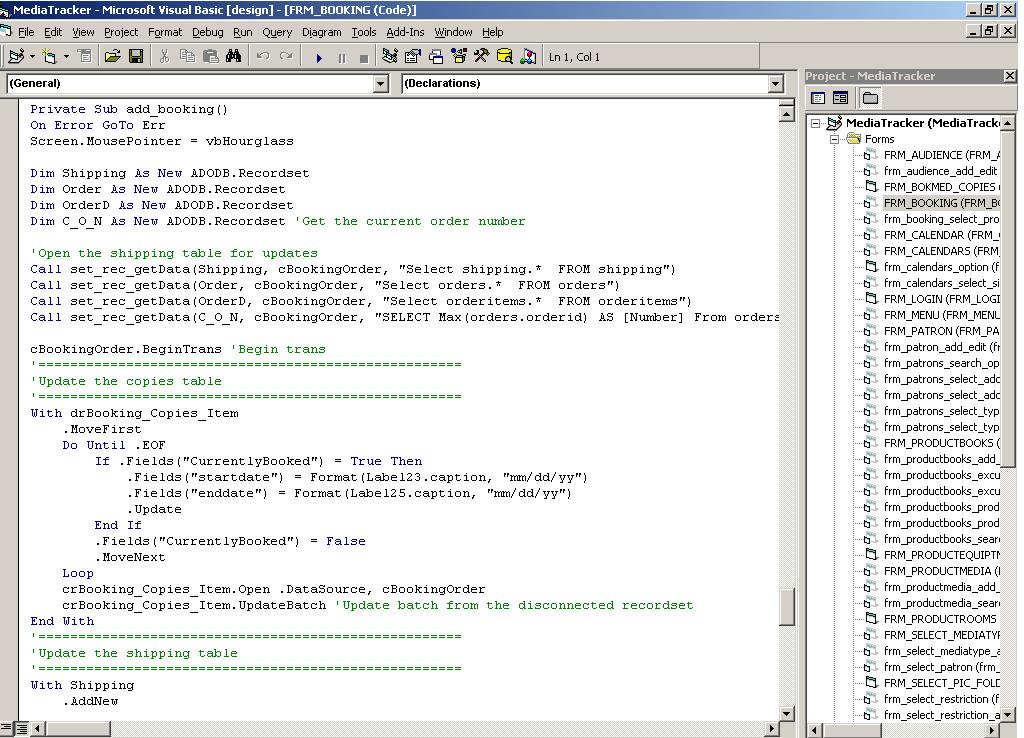 MediaTracker - Microsoft Visual Basic [design] - [FRM_BOOKING (Code)]
File Edit View Project Format Debug Run Query Diagram Tools Add-Ins Window Help
Ln 1, Col 1
(General) (Declarations)
Private Sub add_booking()
On Error GoTo Err
Screen.MousePointer = vbHourglass
Dim Shipping As New ADODB.Recordset
Dim Order As New ADODB.Recordset
Dim OrderD As New ADODB.Recordset
Dim C_O_N As New ADODB.Recordset 'Get the current order number
'Open the shipping table for updates
Call set_rec_getData(Shipping, cBookingOrder, "Select shipping.*  FROM shipping")
Call set_rec_getData(Order, cBookingOrder, "Select orders.*  FROM orders")
Call set_rec_getData(OrderD, cBookingOrder, "Select orderitems.*  FROM orderitems")
Call set_rec_getData(C_O_N, cBookingOrder, "SELECT Max(orders.orderid) AS [Number] From orders
cBookingOrder.BeginTrans 'Begin trans
'=====================================================
'Update the copies table
'=====================================================
With drBooking_Copies_Item
    .MoveFirst
    Do Until .EOF
        If .Fields("CurrentlyBooked") = True Then
            .Fields("startdate") = Format(Label23.caption, "mm/dd/yy")
            .Fields("enddate") = Format(Label25.caption, "mm/dd/yy")
            .Update
        End If
        .Fields("CurrentlyBooked") = False
        .MoveNext
    Loop
    crBooking_Copies_Item.Open .DataSource, cBookingOrder
    crBooking_Copies_Item.UpdateBatch 'Update batch from the disconnected recordset
End With
'=====================================================
'Update the shipping table
'=====================================================
With Shipping
    .AddNew
Project - MediaTracker
MediaTracker (MediaTrack
Forms
FRM_AUDIENCE (FRM_A
frm_audience_add_edit
FRM_BOKMED_COPIES (
FRM_BOOKING (FRM_BO
frm_booking_select_pro
FRM_CALENDAR (FRM_
FRM_CALENDARS (FRM_
frm_calendars_option (f
frm_calendars_select_si
FRM_LOGIN (FRM_LOGI
FRM_MENU (FRM_MENU
FRM_PATRON (FRM_PA
frm_patron_add_edit (fr
frm_patrons_search_op
frm_patrons_select_add
frm_patrons_select_add
frm_patrons_select_typ
frm_patrons_select_typ
FRM_PRODUCTBOOKS (
frm_productbooks_add_
frm_productbooks_excu
frm_productbooks_excu
frm_productbooks_prod
frm_productbooks_prod
frm_productbooks_sear
FRM_PRODUCTEQUIPTM
FRM_PRODUCTMEDIA (
frm_productmedia_add_
frm_productmedia_sear
FRM_PRODUCTROOMS
FRM_SELECT_MEDIATYP
frm_select_mediatype_a
frm_select_patron (frm_
FRM_SELECT_PIC_FOLD
frm_select_restriction (f
frm_select_restriction_a